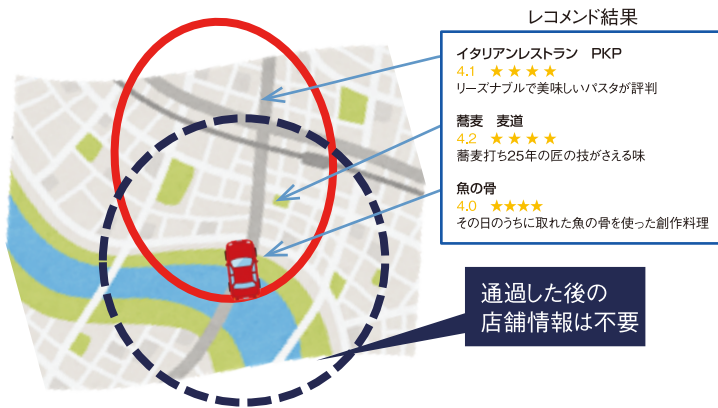 レコメンド結果
イタリアンレストラン　PKP
4.1　★ ★ ★ ★
リーズナブルで美味しいパスタが評判
蕎麦　麦道
4.2　★ ★ ★ ★
蕎麦打ち25年の匠の技がさえる味
魚の骨
4.0　★★★★
その日のうちに取れた魚の骨を使った創作料理
通過した後の
店舗情報は不要